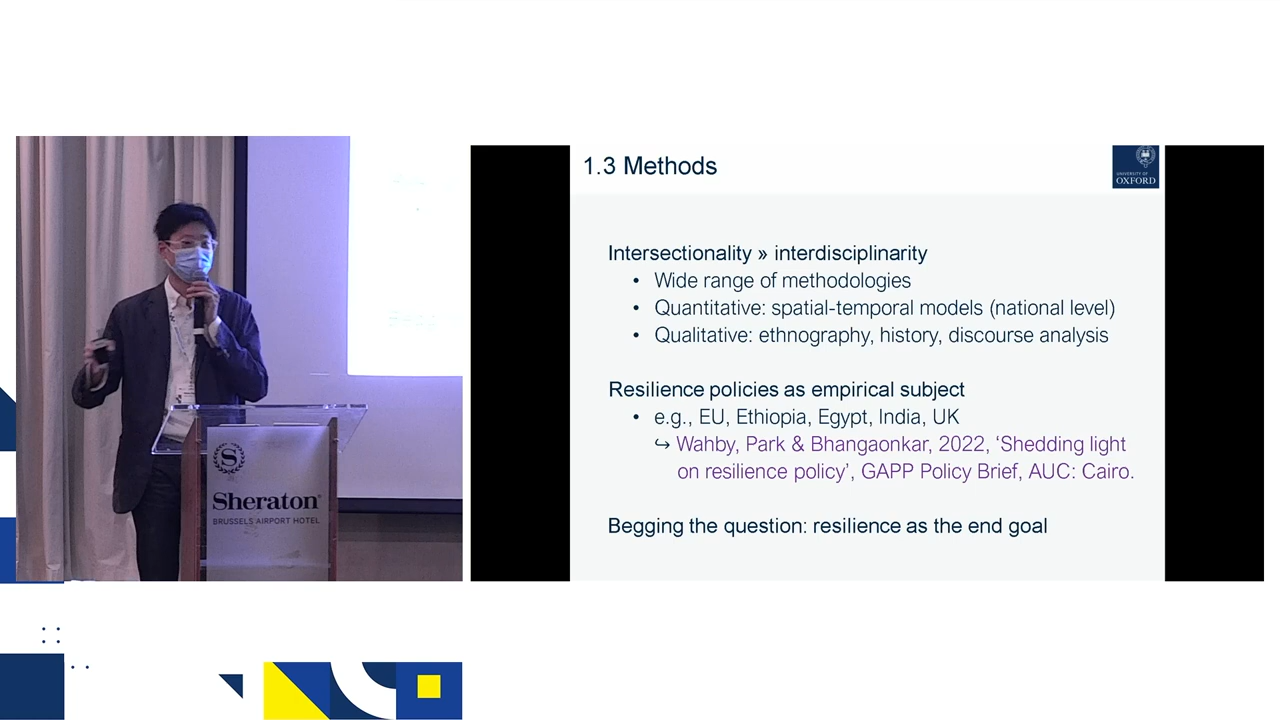 1.3 Methods
UNIVERSITY OF
OXFORD
Intersectionality » interdisciplinarity
• Wide range of methodologies
• Quantitative: spatial-temporal models (national level)
• Qualitative: ethnography, history, discourse analysis
Resilience policies as empirical subject
• e.g., EU, Ethiopia, Egypt, India, UK
↪ Wahby, Park & Bhangaonkar, 2022, ‘Shedding light
on resilience policy’, GAPP Policy Brief, AUC: Cairo.
Begging the question: resilience as the end goal
S
Sheraton
BRUSSELS AIRPORT HOTEL